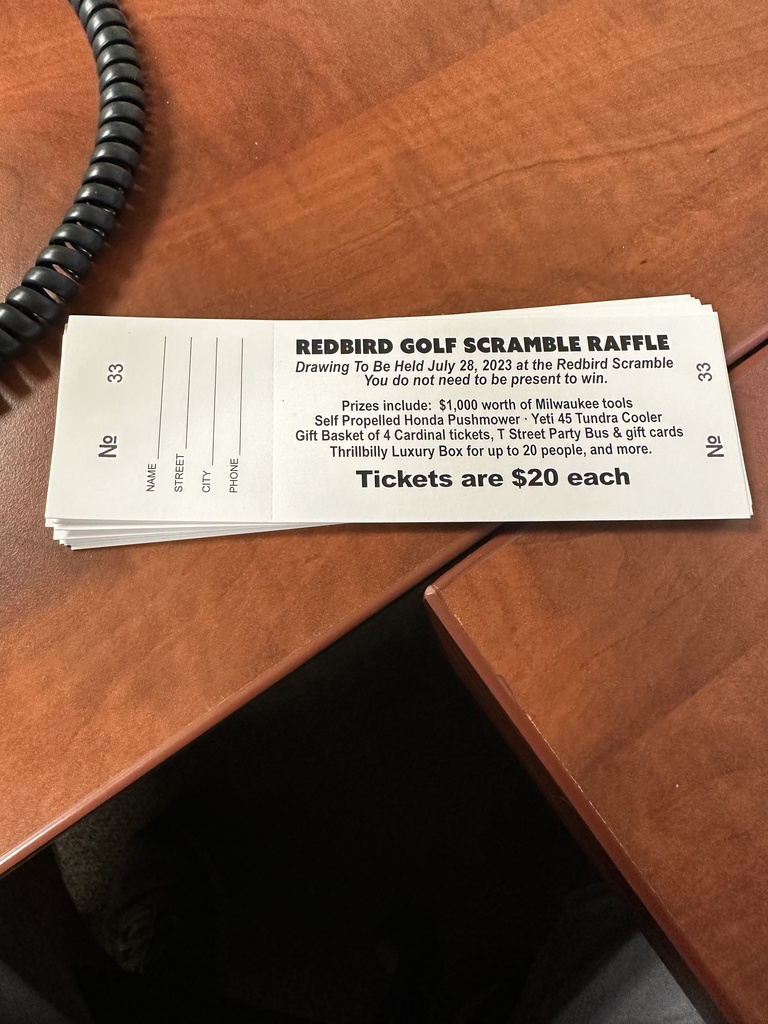 No 33
NAME
STREET
CITY
PHONE
REDBIRD GOLF SCRAMBLE RAFFLE
Drawing To Be Held July 28, 2023 at the Redbird Scramble
You do not need to be present to win.
Prizes include: $1,000 worth of Milwaukee tools
Self Propelled Honda Pushmower · Yeti 45 Tundra Cooler
Gift Basket of 4 Cardinal tickets, T Street Party Bus & gift cards
Thrillbilly Luxury Box for up to 20 people, and more.
Tickets are $20 each
No 33